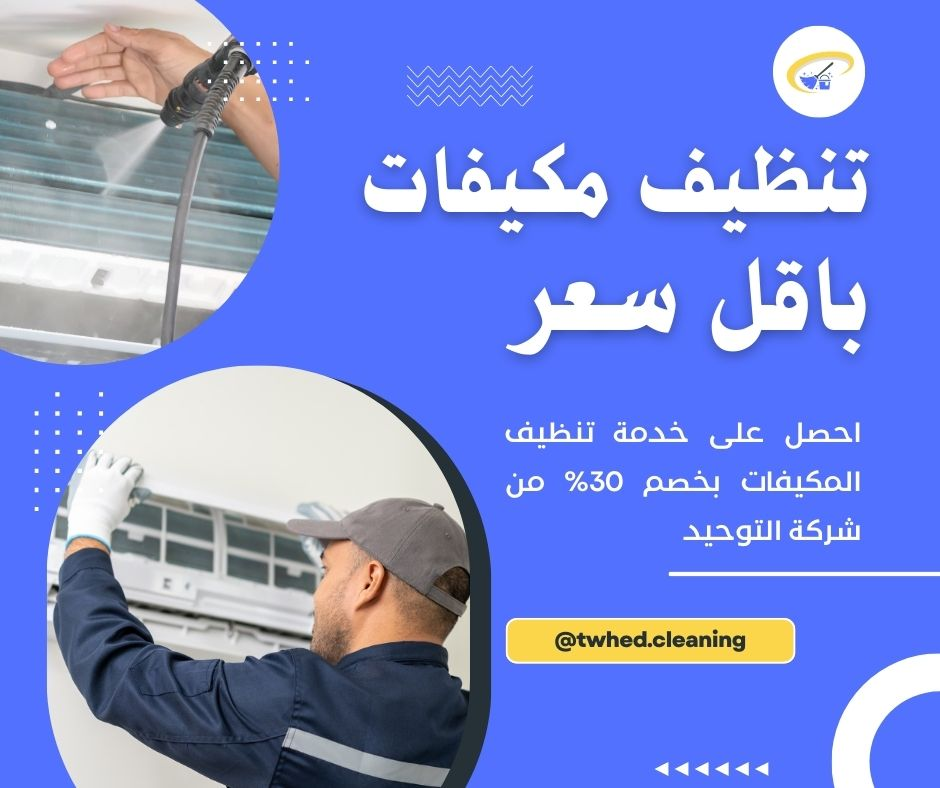 تنظيف مكيفات
باقل سعر
احصل على خدمة تنظيف
المكيفات بخصم 30% من
شركة التوحيد
@twhed.cleaning